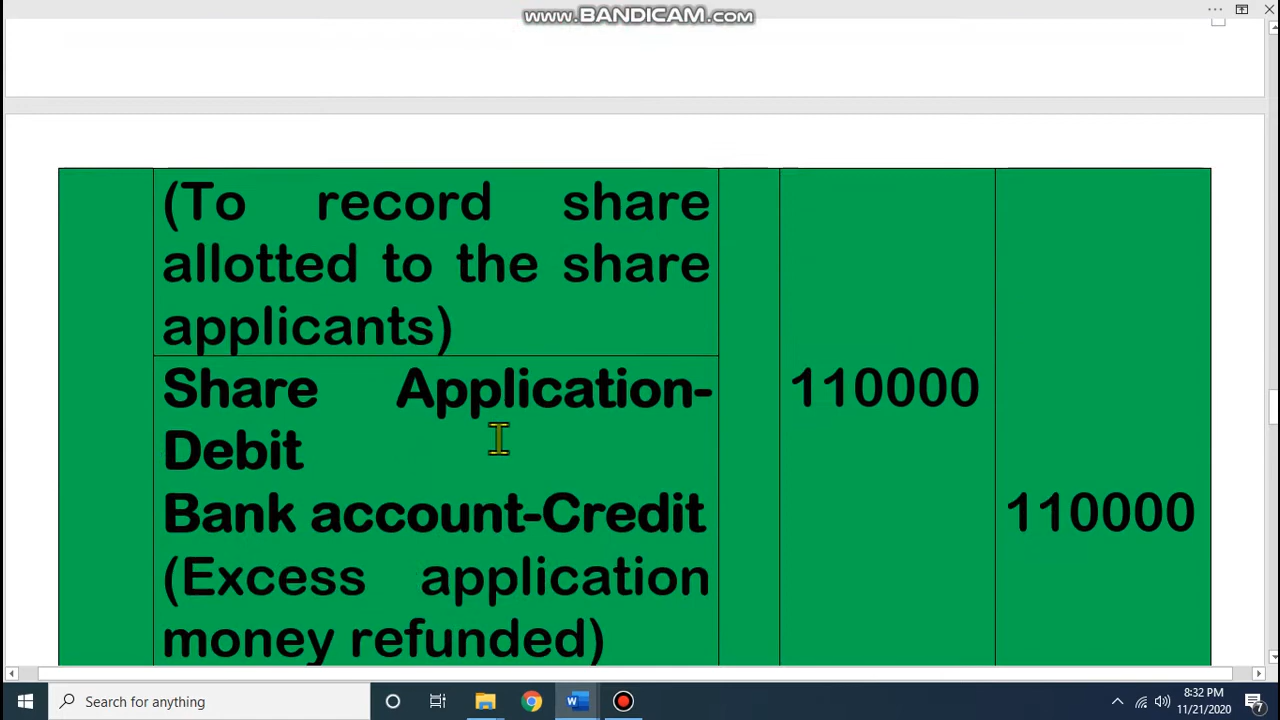 www.BANDICAM.com
(To record share
allotted to the share
applicants)
Share Application- 110000
Debit
Bank account-Credit 110000
(Excess application
money refunded)
Search for anything
8:32 PM
11/21/2020
7